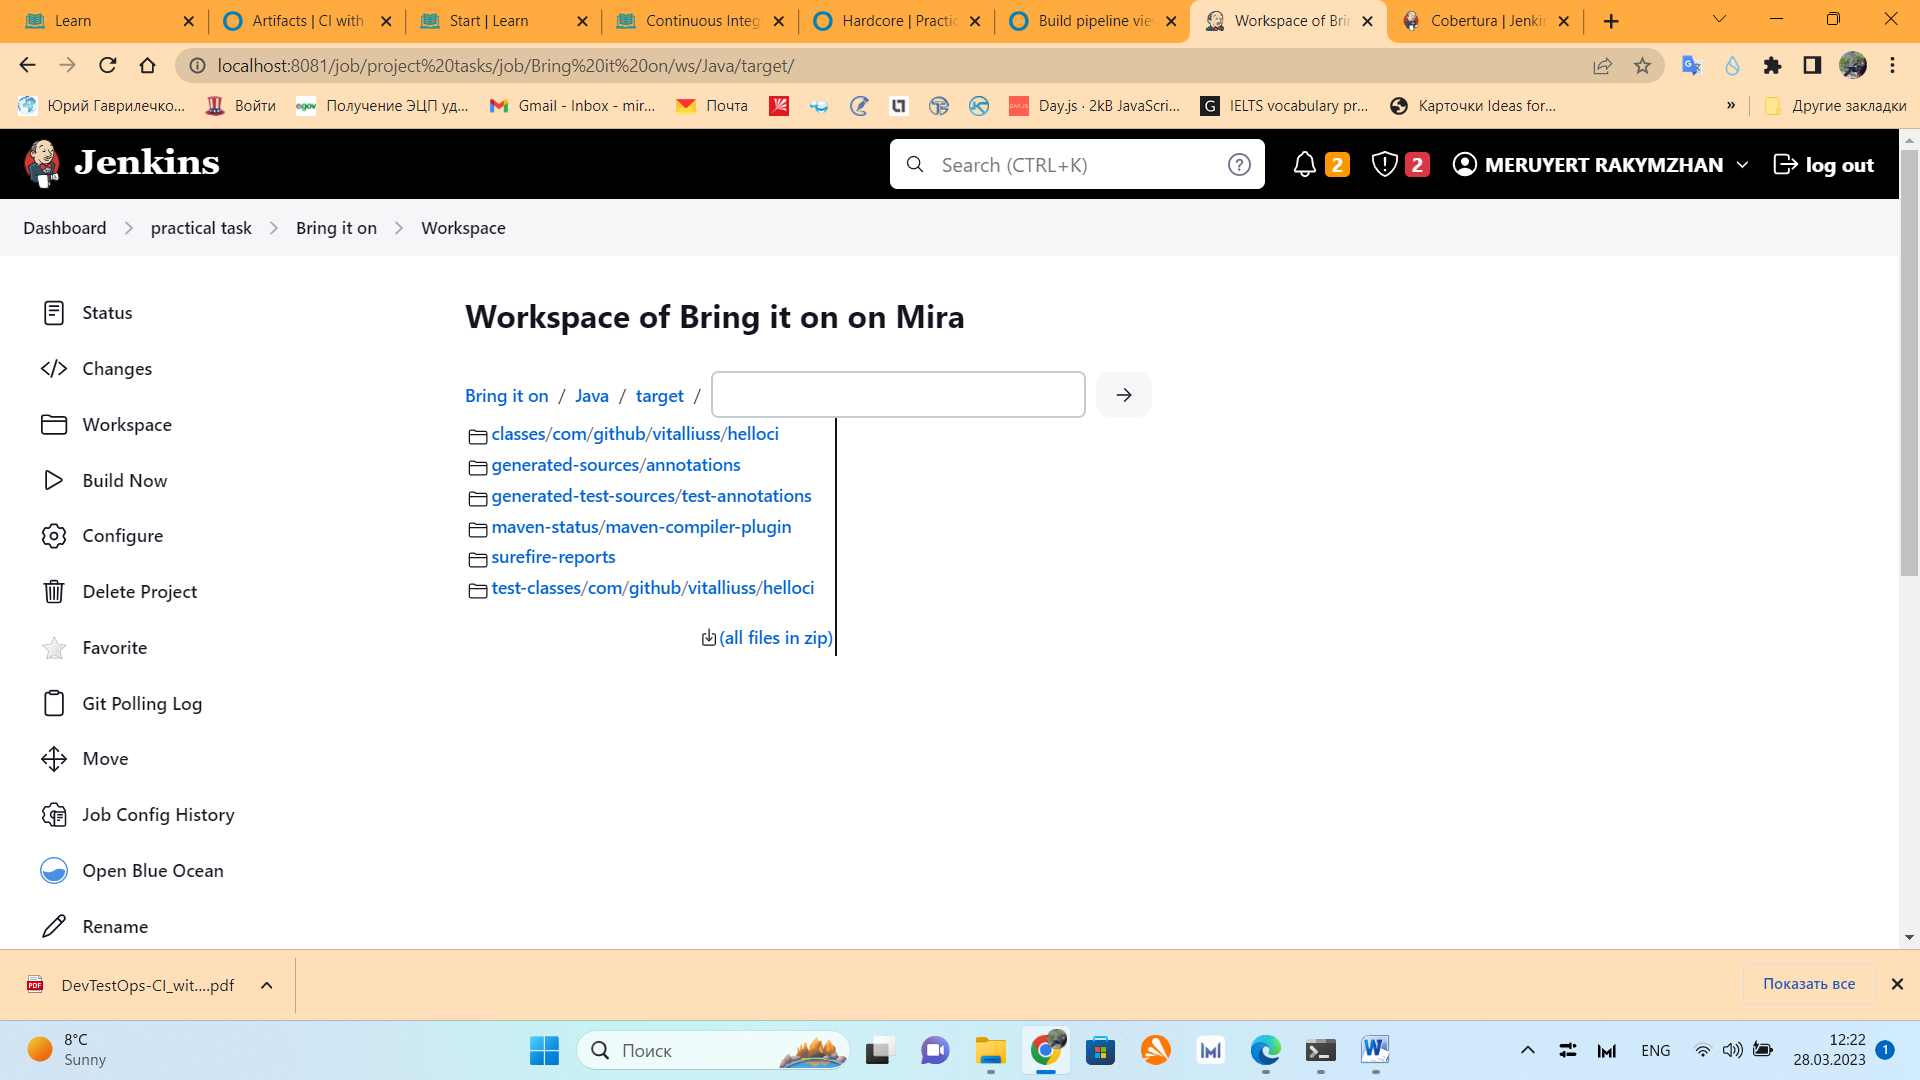 Learn
Artifacts | CI with
Start | Learn
Continuous Integ
Hardcore | Practic
Build pipeline vie
Workspace of Brin
Cobertura | Jenkin
localhost:8081/job/project%20tasks/job/Bring%20it%20on/ws/Java/target/
Юрий Гаврилечко...
Войти
Получение ЭЦП уд...
Gmail - Inbox - mir...
Почта
Day.js · 2kB JavaScri...
IELTS vocabulary pr...
Карточки Ideas for...
»
Другие закладки
Jenkins
Search (CTRL+K)
2
2
MERUYERT RAKYMZHAN
log out
Dashboard
practical task
Bring it on
Workspace
Status
Changes
Workspace
Build Now
Configure
Delete Project
Favorite
Git Polling Log
Move
Job Config History
Open Blue Ocean
Rename
Workspace of Bring it on on Mira
Bring it on / Java / target /
classes/com/github/vitalliuss/helloci
generated-sources/annotations
generated-test-sources/test-annotations
maven-status/maven-compiler-plugin
surefire-reports
test-classes/com/github/vitalliuss/helloci
(all files in zip)
DevTestOps-CI_wit....pdf
Показать все
8°C
Sunny
Поиск
ENG
12:22
28.03.2023
1